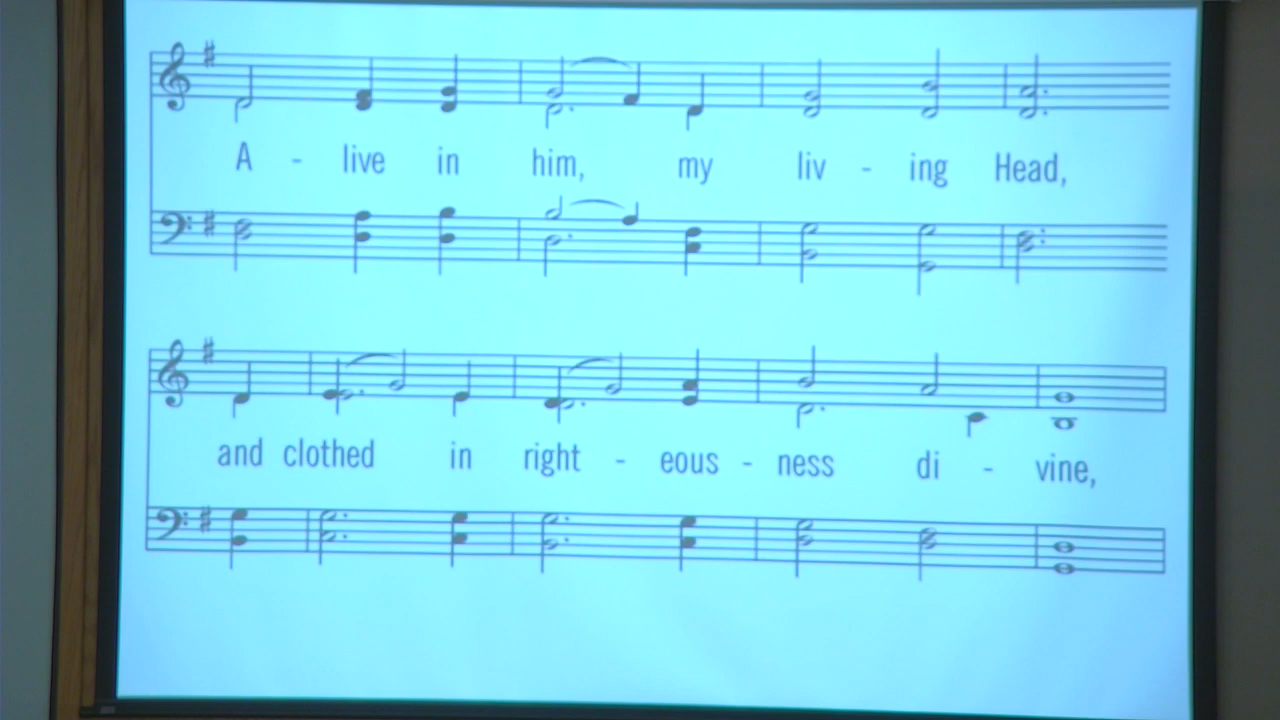 A - live in him, my liv - ing Head,
and clothed in right - eous - ness di - vine,